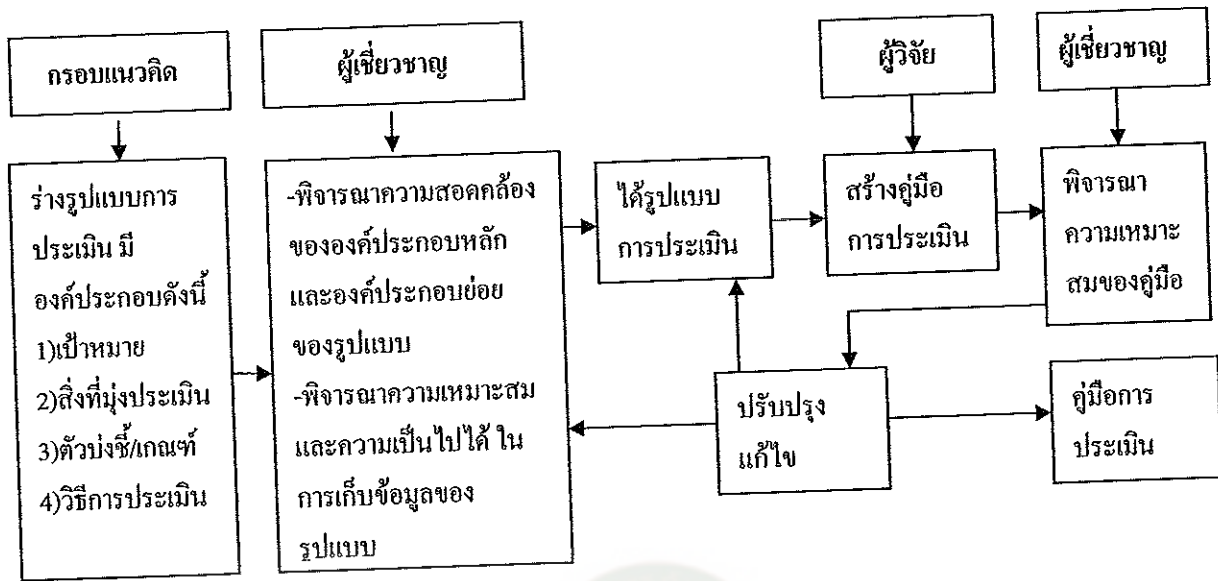 กรอบแนวคิด
ผู้เชี่ยวชาญ
ผู้วิจัย
ผู้เชี่ยวชาญ
ร่างรูปแบบการ
ประเมิน มี
องค์ประกอบดังนี้
1)เป้าหมาย
2)สิ่งที่มุ่งประเมิน
3)ตัวบ่งชี้/เกณฑ์
4)วิธีการประเมิน
-พิจารณาความสอดคล้อง
ขององค์ประกอบหลัก
และองค์ประกอบย่อย
ของรูปแบบ
-พิจารณาความเหมาะสม
และความเป็นไปได้ ใน
การเก็บข้อมูลของ
รูปแบบ
ได้รูปแบบ
การประเมิน
สร้างคู่มือ
การประเมิน
พิจารณา
ความเหมาะ
สมของคู่มือ
ปรับปรุง
แก้ไข
คู่มือการ
ประเมิน